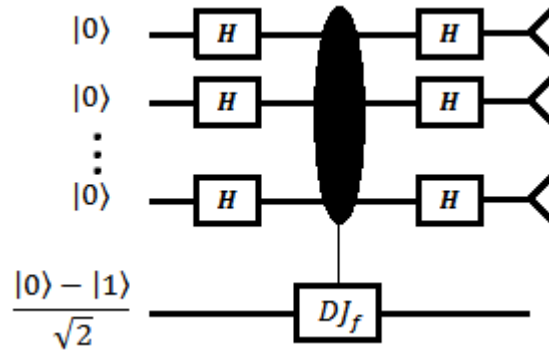 |0⟩ H H
|0⟩ H H
⋮
|0⟩ H H
|0⟩ − |1⟩
√2
DJ_f